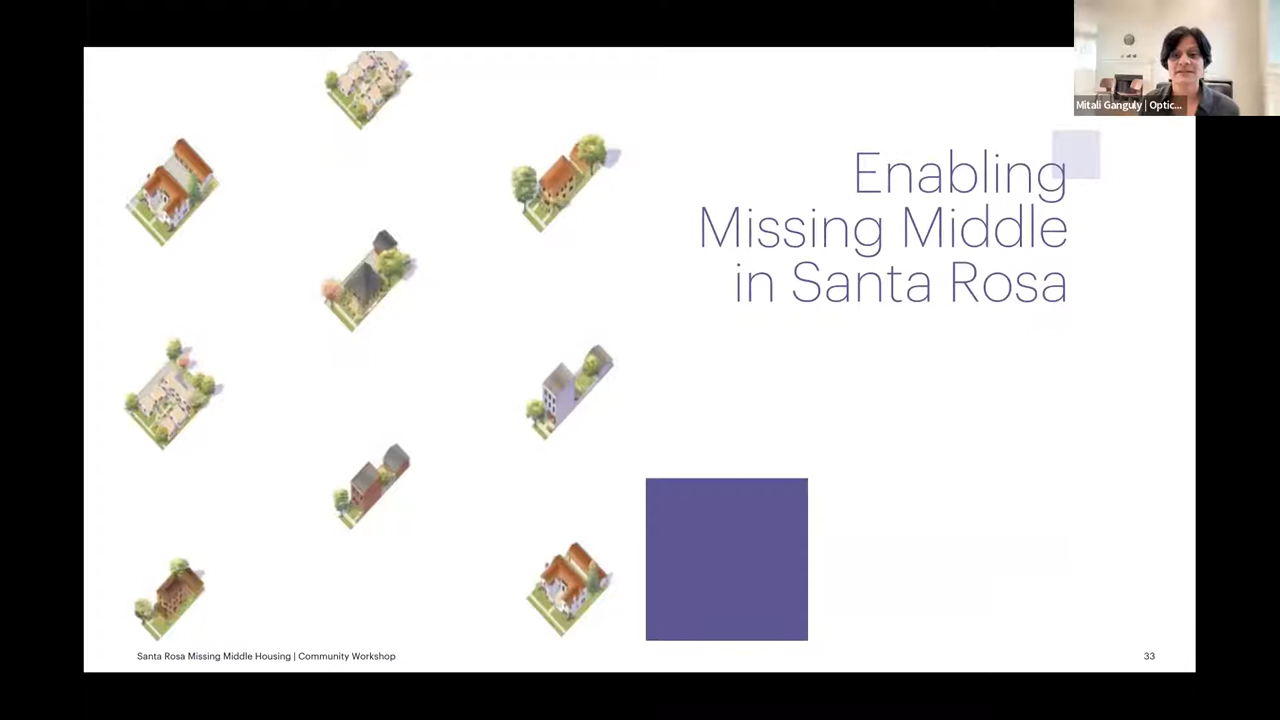 Mitali Ganguly | Optic...
Enabling
Missing Middle
in Santa Rosa
Santa Rosa Missing Middle Housing | Community Workshop
33